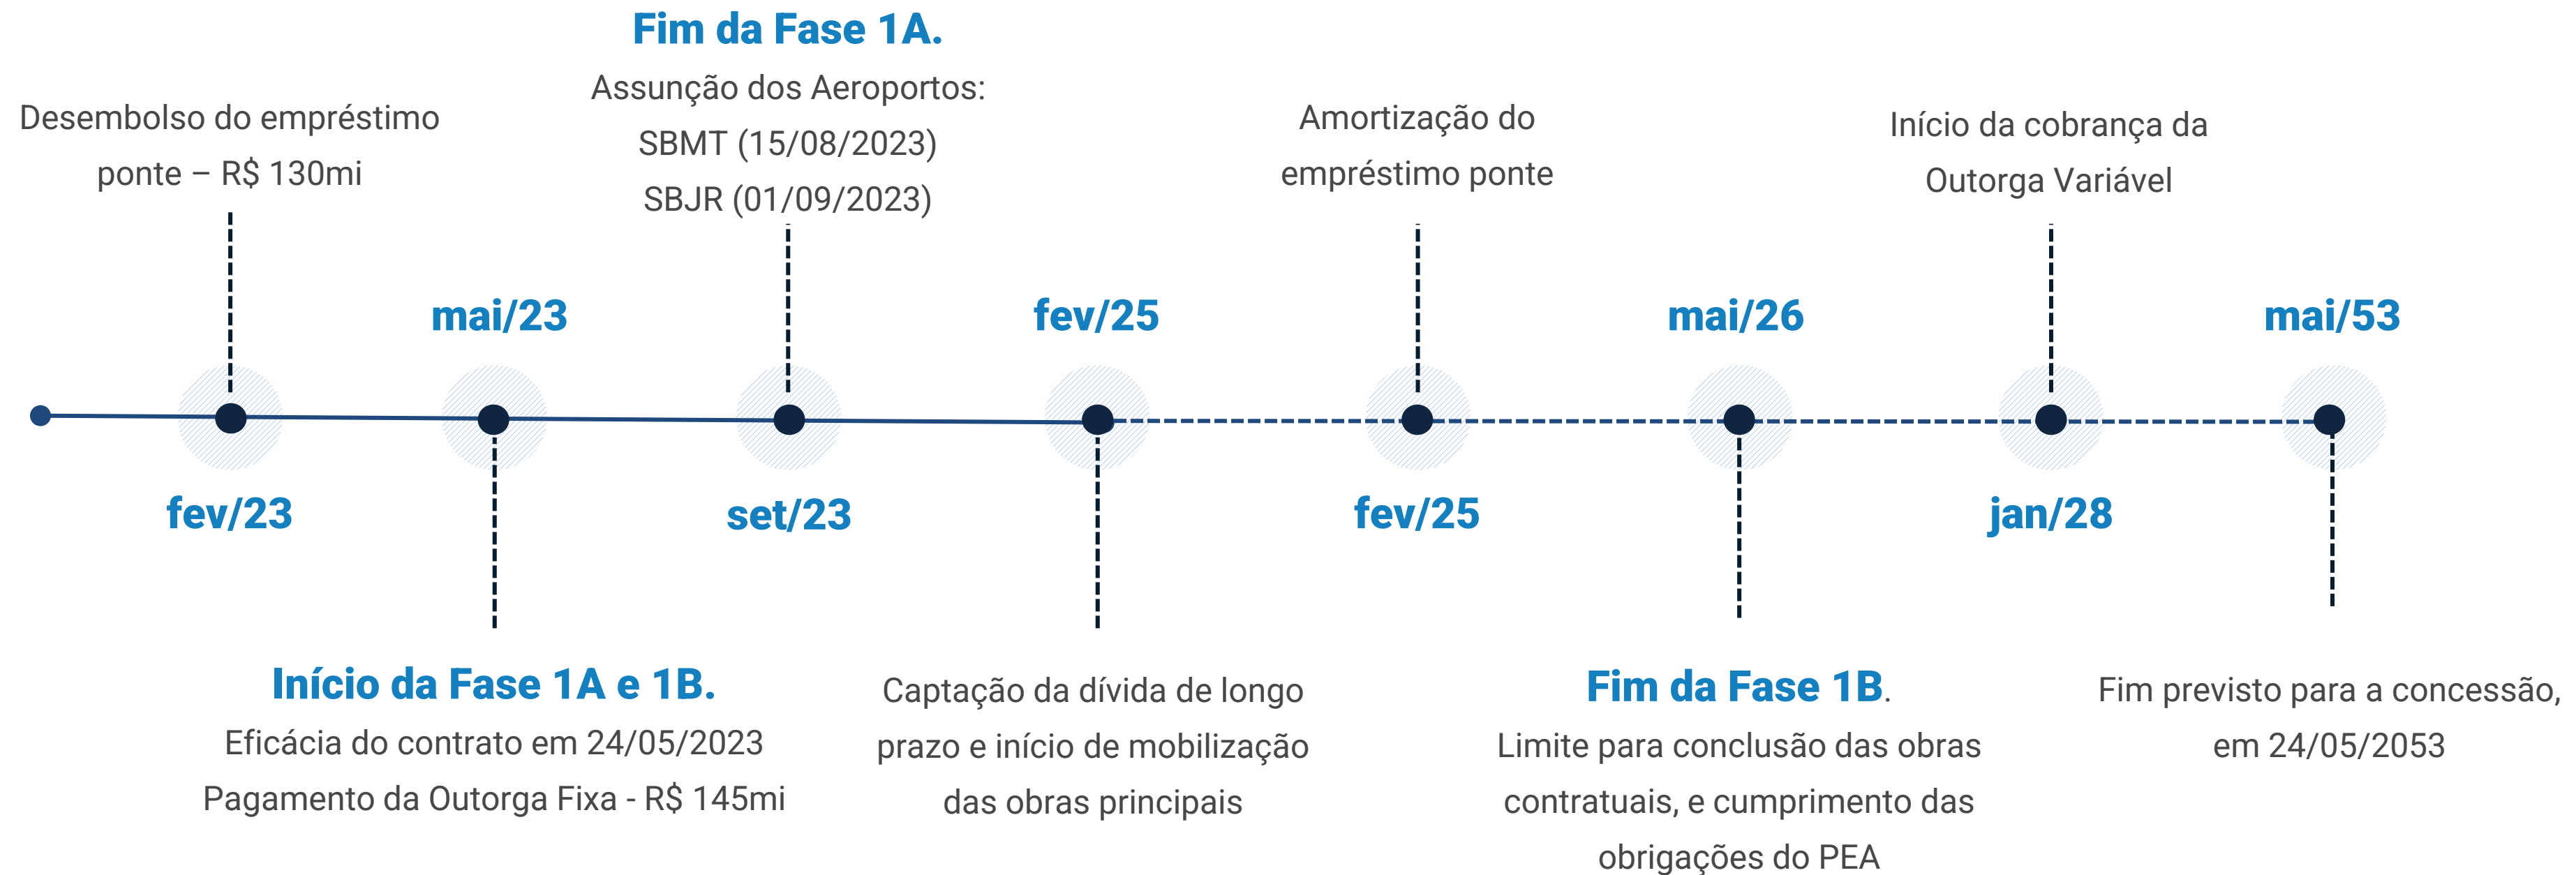 Desembolso do empréstimo
ponte – R$ 130mi
fev/23
mai/23
Início da Fase 1A e 1B.
Eficácia do contrato em 24/05/2023
Pagamento da Outorga Fixa - R$ 145mi
Fim da Fase 1A.
Assunção dos Aeroportos:
SBMT (15/08/2023)
SBJR (01/09/2023)
set/23
fev/25
Captação da dívida de longo
prazo e início de mobilização
das obras principais
Amortização do
empréstimo ponte
fev/25
mai/26
Fim da Fase 1B.
Limite para conclusão das obras
contratuais, e cumprimento das
obrigações do PEA
Início da cobrança da
Outorga Variável
jan/28
mai/53
Fim previsto para a concessão,
em 24/05/2053